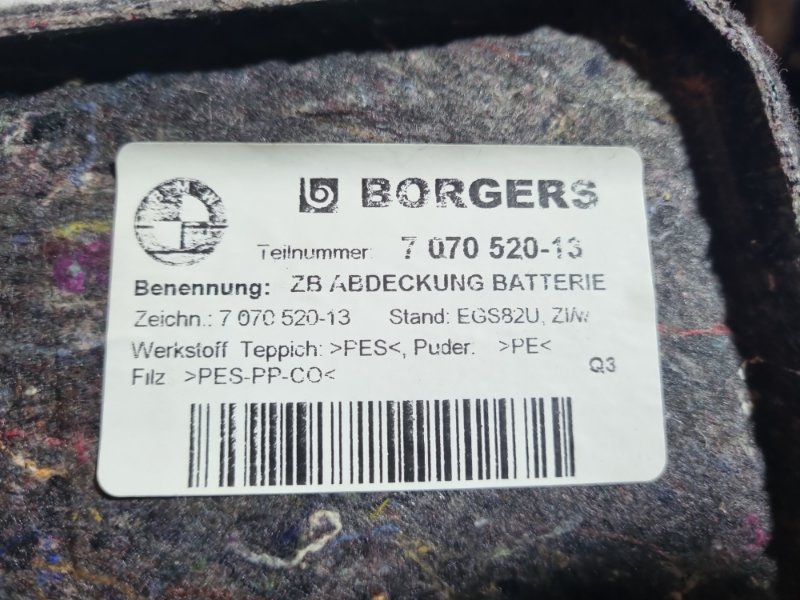 b BORGERS
Teilnummer: 7 070 520-13
Benennung: ZB ABDECKUNG BATTERIE
Zeichn.: 7 070 520-13 Stand: EGS82U,
Werkstoff Teppich: >PES<, Puder: >PE<
Filz >PES-PP-CO<
Q3